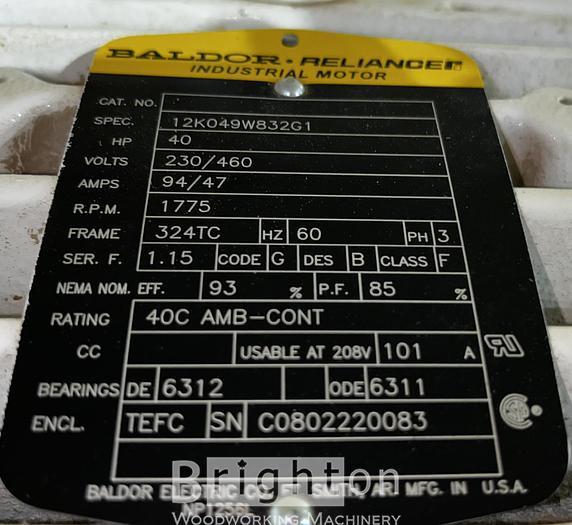 BALDOR • RELIANCER
INDUSTRIAL MOTOR
CAT. NO.
SPEC. 12K049W832G1
HP 40
VOLTS 230/460
AMPS 94/47
R.P.M. 1775
FRAME 324TC HZ 60 PH 3
SER. F. 1.15 CODE G DES B CLASS F
NEMA NOM. EFF. 93 % P.F. 85 %
RATING 40C AMB-CONT
CC USABLE AT 208V 101 A
BEARINGS DE 6312 ODE 6311
ENCL. TEFC SN C0802220083
BALDOR ELECTRIC CO. FT. SMITH, AR. MFG. IN U.S.A.
Brighton
WOODWORKING MACHINERY